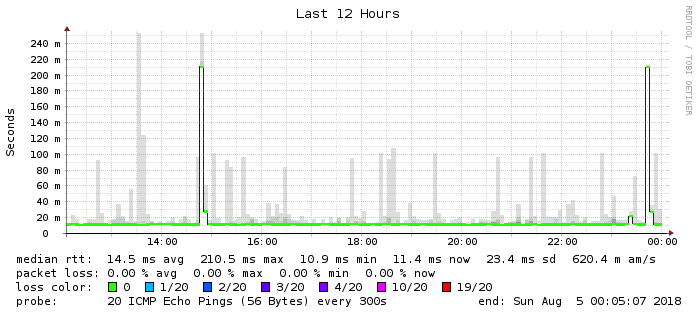 Last 12 Hours
RRDTOOL / TOBI OETIKER
Seconds
240 m
220 m
200 m
180 m
160 m
140 m
120 m
100 m
80 m
60 m
40 m
20 m
0
14:00 16:00 18:00 20:00 22:00 00:00
median rtt: 14.5 ms avg 210.5 ms max 10.9 ms min 11.4 ms now 23.4 ms sd 620.4 m am/s
packet loss: 0.00 % avg 0.00 % max 0.00 % min 0.00 % now
loss color: 0 1/20 2/20 3/20 4/20 10/20 19/20
probe: 20 ICMP Echo Pings (56 Bytes) every 300s end: Sun Aug 5 00:05:07 2018